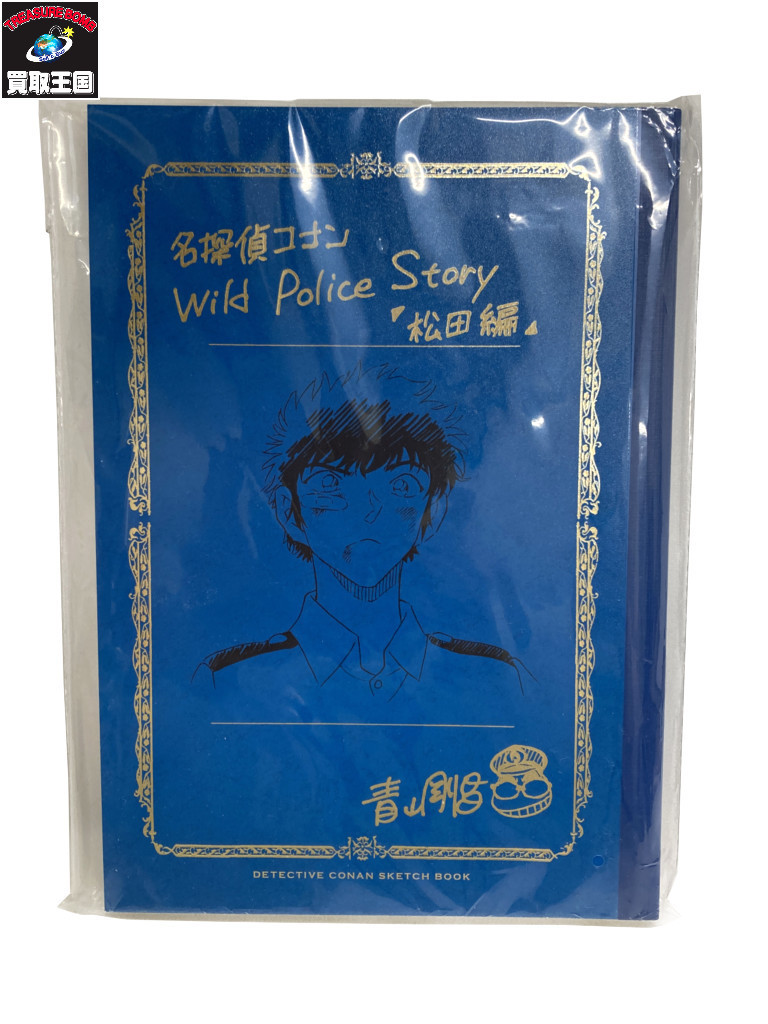 TREASURE BOMB
買取王国
名探偵コナン
Wild Police Story
『松田編』
青山剛昌
DETECTIVE CONAN SKETCH BOOK